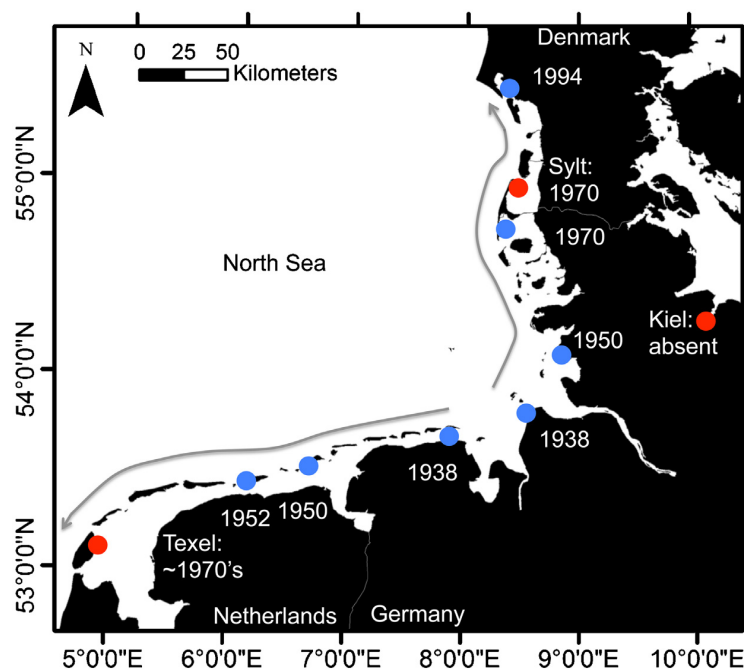 Denmark
N
0 25 50
Kilometers
1994
55°0'0"N
Sylt:
1970
1970
North Sea
Kiel:
absent
1950
54°0'0"N
1938
1938
1950
1952
Texel:
~1970's
53°0'0"N
Netherlands
Germany
5°0'0"E 6°0'0"E 7°0'0"E 8°0'0"E 9°0'0"E 10°0'0"E